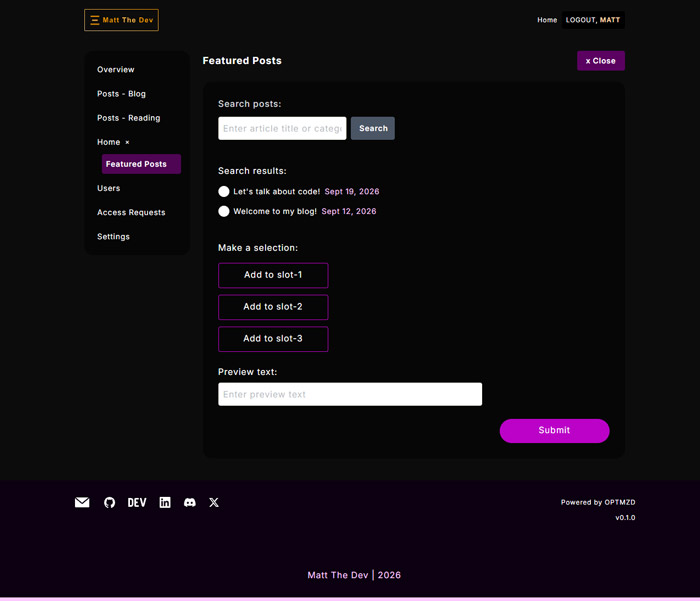 Matt The Dev
Home LOGOUT, MATT
Overview
Posts - Blog
Posts - Reading
Home ×
Featured Posts
Users
Access Requests
Settings
Featured Posts
x Close
Search posts:
Enter article title or categ
Search
Search results:
Let's talk about code! Sept 19, 2026
Welcome to my blog! Sept 12, 2026
Make a selection:
Add to slot-1
Add to slot-2
Add to slot-3
Preview text:
Enter preview text
Submit
DEV
in
X
Powered by OPTMZD
v0.1.0
Matt The Dev | 2026